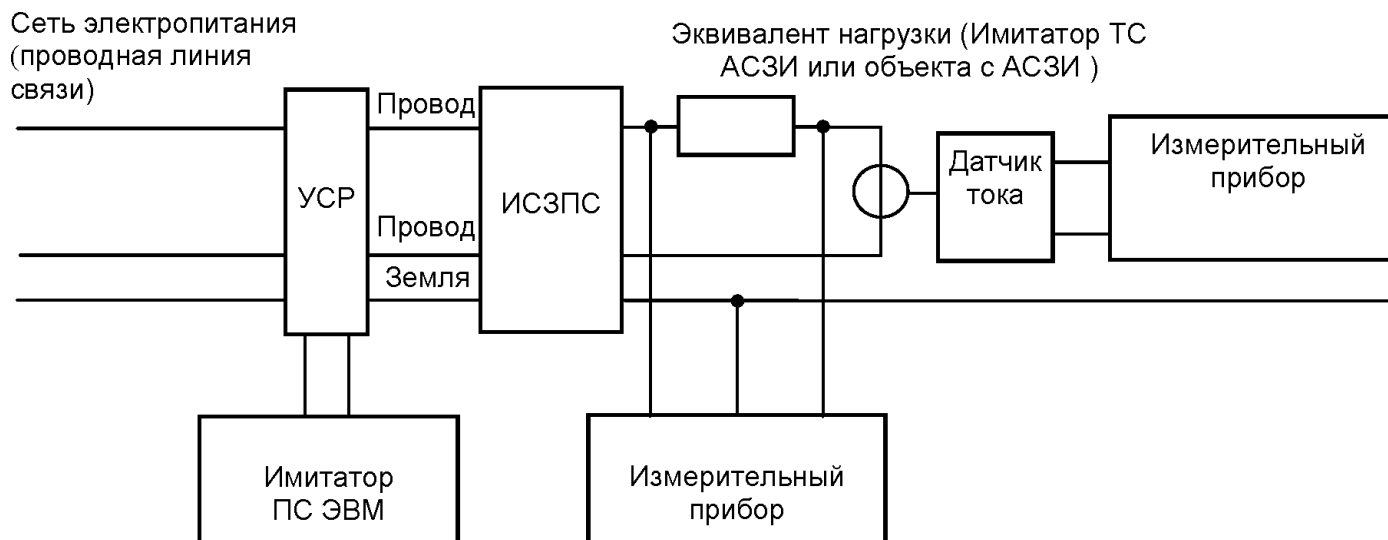 Сеть электропитания
(проводная линия
связи)
Эквивалент нагрузки (Имитатор ТС
АСЗИ или объекта с АСЗИ )
Провод
УСР
ИСЗПС
Провод
Земля
Датчик
тока
Измерительный
прибор
Имитатор
ПС ЭВМ
Измерительный
прибор